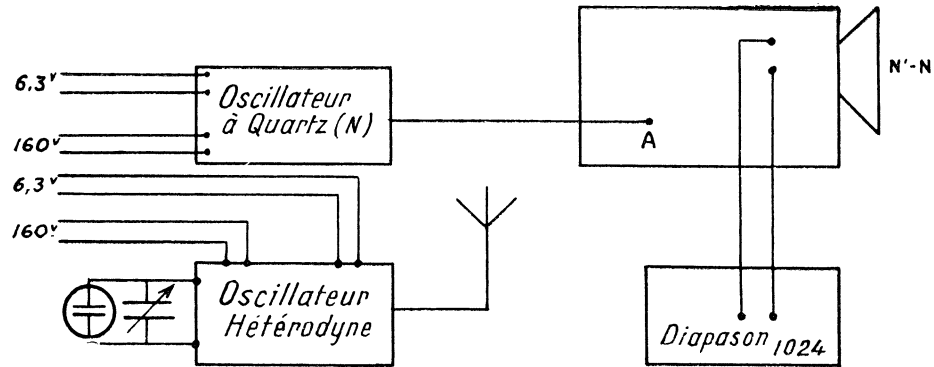 6,3ᵛ
160ᵛ
Oscillateur
à Quartz (N)
A
N'-N
6,3ᵛ
160ᵛ
Oscillateur
Hétérodyne
Diapason 1024